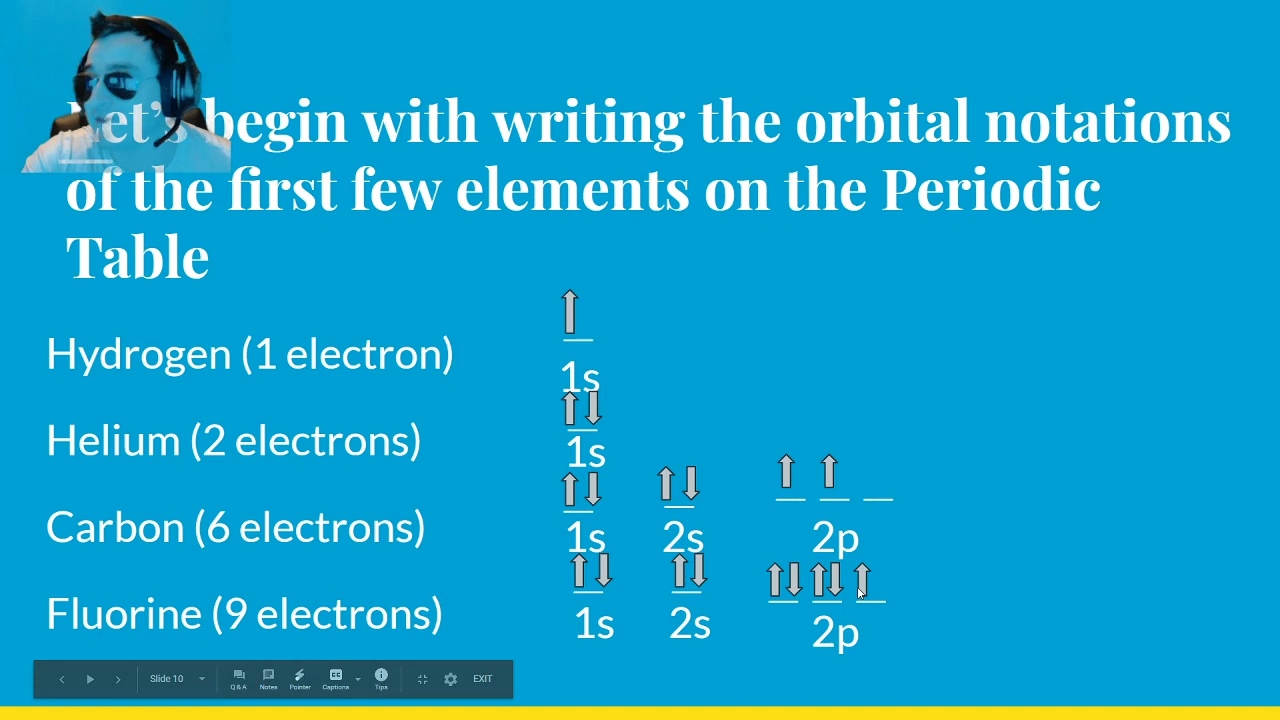 Let's begin with writing the orbital notations
of the first few elements on the Periodic
Table
Hydrogen (1 electron)
1s
Helium (2 electrons)
1s
Carbon (6 electrons)
1s 2s 2p
Fluorine (9 electrons)
1s 2s 2p
Slide 10 Q & A Notes Pointer Captions Tips EXIT